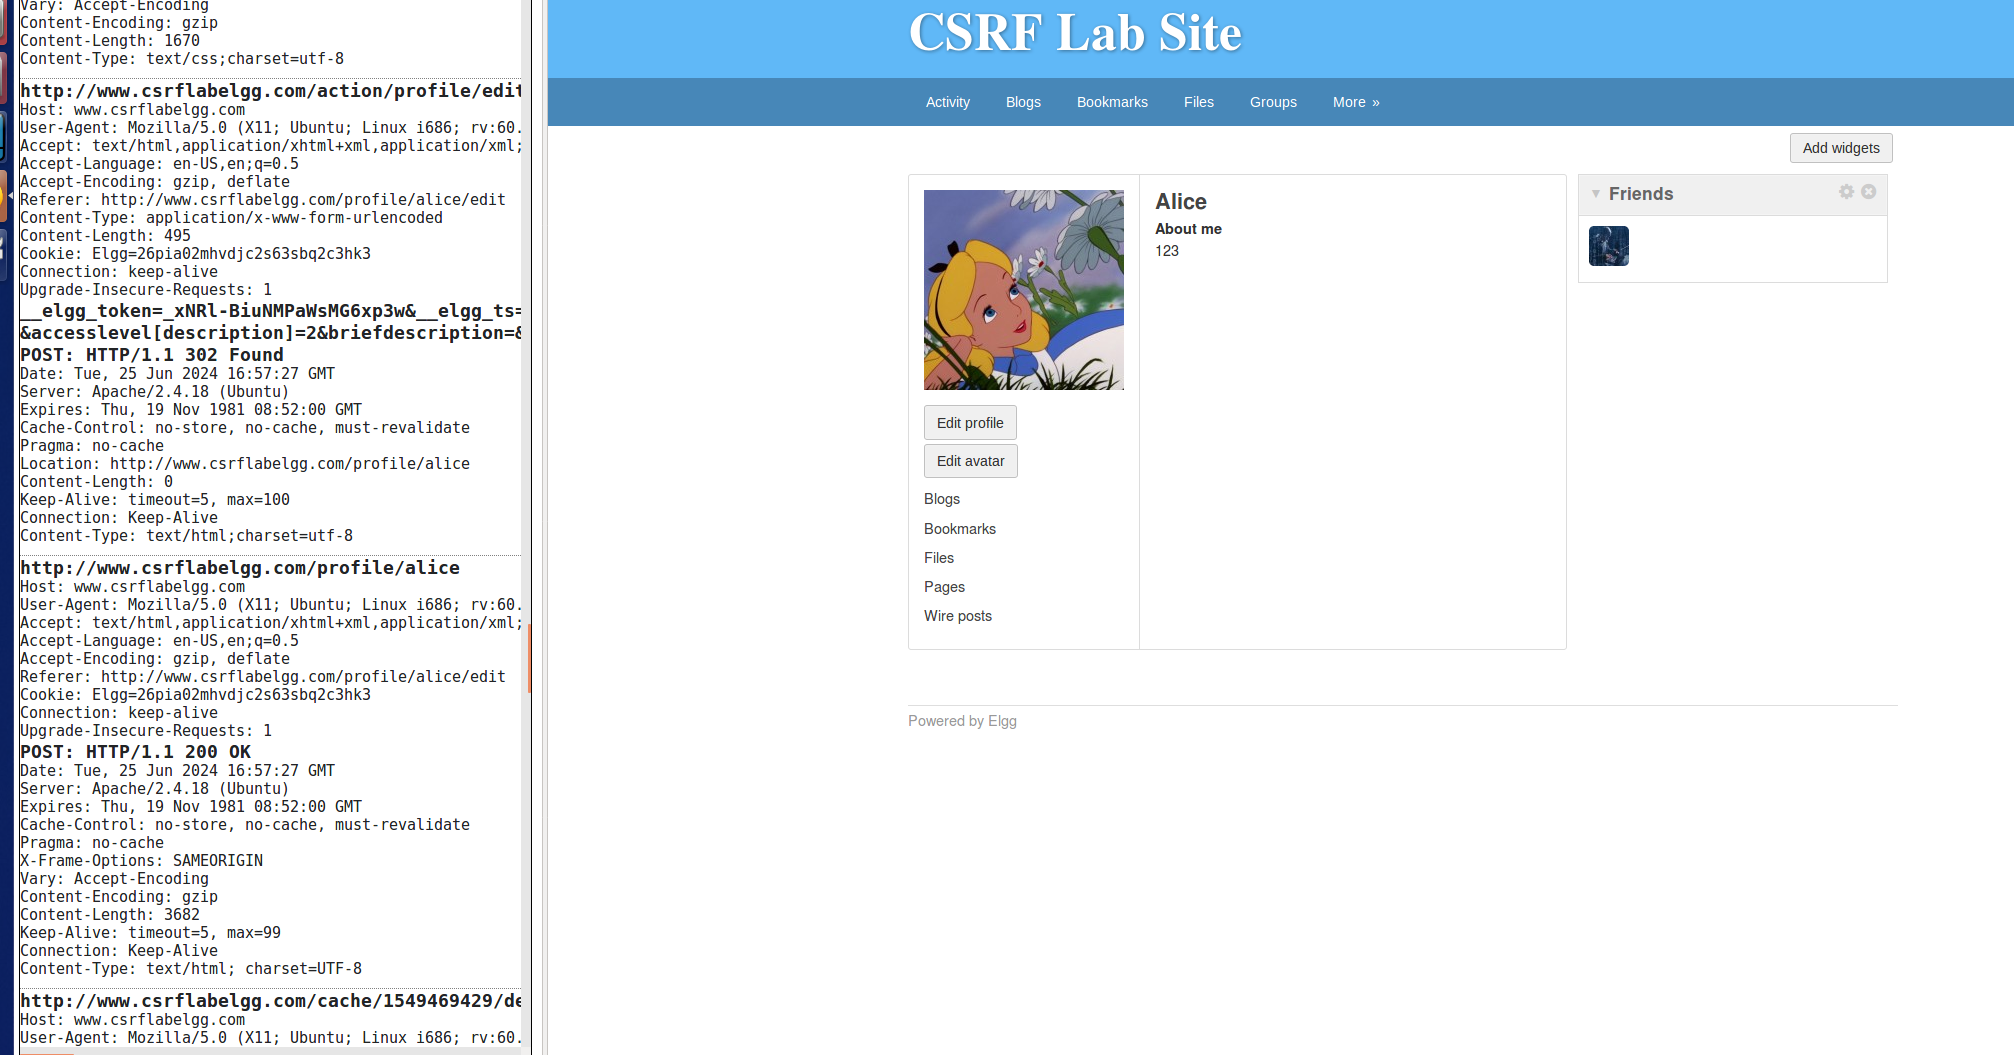 Vary: Accept-Encoding
Content-Encoding: gzip
Content-Length: 1670
Content-Type: text/css;charset=utf-8
http://www.csrflabelgg.com/action/profile/edit
Host: www.csrflabelgg.com
User-Agent: Mozilla/5.0 (X11; Ubuntu; Linux i686; rv:60.
Accept: text/html,application/xhtml+xml,application/xml;
Accept-Language: en-US,en;q=0.5
Accept-Encoding: gzip, deflate
Referer: http://www.csrflabelgg.com/profile/alice/edit
Content-Type: application/x-www-form-urlencoded
Content-Length: 495
Cookie: Elgg=26pia02mhvdjc2s63sbq2c3hk3
Connection: keep-alive
Upgrade-Insecure-Requests: 1
__elgg_token=_xNRl-BiuNMPaWsMG6xp3w&__elgg_ts=
&accesslevel[description]=2&briefdescription=&
POST: HTTP/1.1 302 Found
Date: Tue, 25 Jun 2024 16:57:27 GMT
Server: Apache/2.4.18 (Ubuntu)
Expires: Thu, 19 Nov 1981 08:52:00 GMT
Cache-Control: no-store, no-cache, must-revalidate
Pragma: no-cache
Location: http://www.csrflabelgg.com/profile/alice
Content-Length: 0
Keep-Alive: timeout=5, max=100
Connection: Keep-Alive
Content-Type: text/html;charset=utf-8
http://www.csrflabelgg.com/profile/alice
Host: www.csrflabelgg.com
User-Agent: Mozilla/5.0 (X11; Ubuntu; Linux i686; rv:60.
Accept: text/html,application/xhtml+xml,application/xml;
Accept-Language: en-US,en;q=0.5
Accept-Encoding: gzip, deflate
Referer: http://www.csrflabelgg.com/profile/alice/edit
Cookie: Elgg=26pia02mhvdjc2s63sbq2c3hk3
Connection: keep-alive
Upgrade-Insecure-Requests: 1
POST: HTTP/1.1 200 OK
Date: Tue, 25 Jun 2024 16:57:27 GMT
Server: Apache/2.4.18 (Ubuntu)
Expires: Thu, 19 Nov 1981 08:52:00 GMT
Cache-Control: no-store, no-cache, must-revalidate
Pragma: no-cache
X-Frame-Options: SAMEORIGIN
Vary: Accept-Encoding
Content-Encoding: gzip
Content-Length: 3682
Keep-Alive: timeout=5, max=99
Connection: Keep-Alive
Content-Type: text/html; charset=UTF-8
http://www.csrflabelgg.com/cache/1549469429/de
Host: www.csrflabelgg.com
User-Agent: Mozilla/5.0 (X11; Ubuntu; Linux i686; rv:60.
CSRF Lab Site
Activity Blogs Bookmarks Files Groups More »
Add widgets
Alice
About me
123
Edit profile
Edit avatar
Blogs
Bookmarks
Files
Pages
Wire posts
Friends
Powered by Elgg